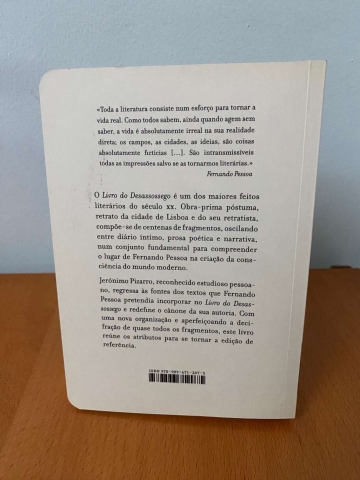 «Toda a literatura consiste num esforço para tornar a
vida real. Como todos sabem, ainda quando agem sem
saber, a vida é absolutamente irreal na sua realidade
directa; os campos, as cidades, as ideias, são coisas
absolutamente fictícias [...]. São intransmissíveis
todas as impressões salvo se as tornarmos literárias.»
Fernando Pessoa
O Livro do Desassossego é um dos maiores feitos
literários do século XX. Obra-prima póstuma,
retrato da cidade de Lisboa e do seu retratista,
compõe-se de centenas de fragmentos, oscilando
entre diário íntimo, prosa poética e narrativa,
num conjunto fundamental para compreender
o lugar de Fernando Pessoa na criação da cons-
ciência do mundo moderno.
Jerónimo Pizarro, reconhecido estudioso pessoa-
no, regressa às fontes dos textos que Fernando
Pessoa pretendia incorporar no Livro do Desas-
sossego e redefine o cânone da sua autoria. Com
uma nova organização e aperfeiçoando a deci-
fração de quase todos os fragmentos, este livro
reúne os atributos para se tornar a edição de
referência.